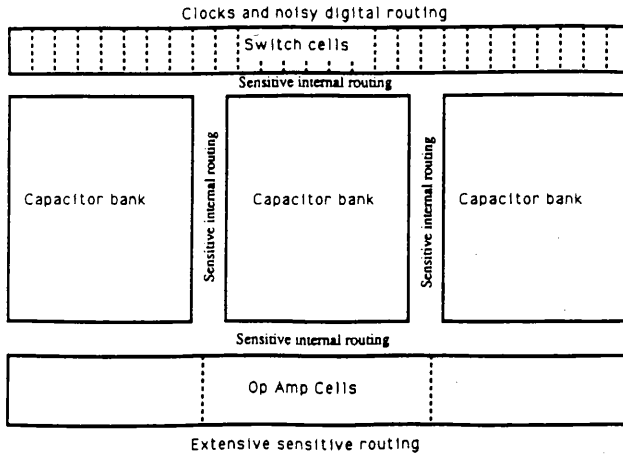 Clocks and noisy digital routing
Switch cells
Sensitive internal routing
Capacitor bank
Sensitive internal routing
Capacitor bank
Sensitive internal routing
Capacitor bank
Sensitive internal routing
Op Amp Cells
Extensive sensitive routing